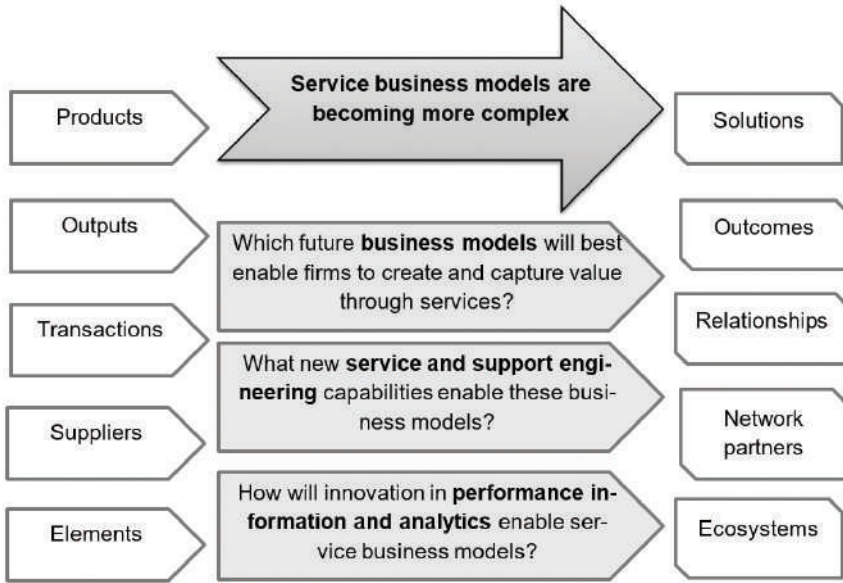 Service business models are
becoming more complex
Products
Solutions
Outputs
Which future business models will best
enable firms to create and capture value
through services?
Outcomes
Transactions
Relationships
What new service and support engi-
neering capabilities enable these busi-
ness models?
Suppliers
Network
partners
How will innovation in performance in-
formation and analytics enable ser-
vice business models?
Elements
Ecosystems